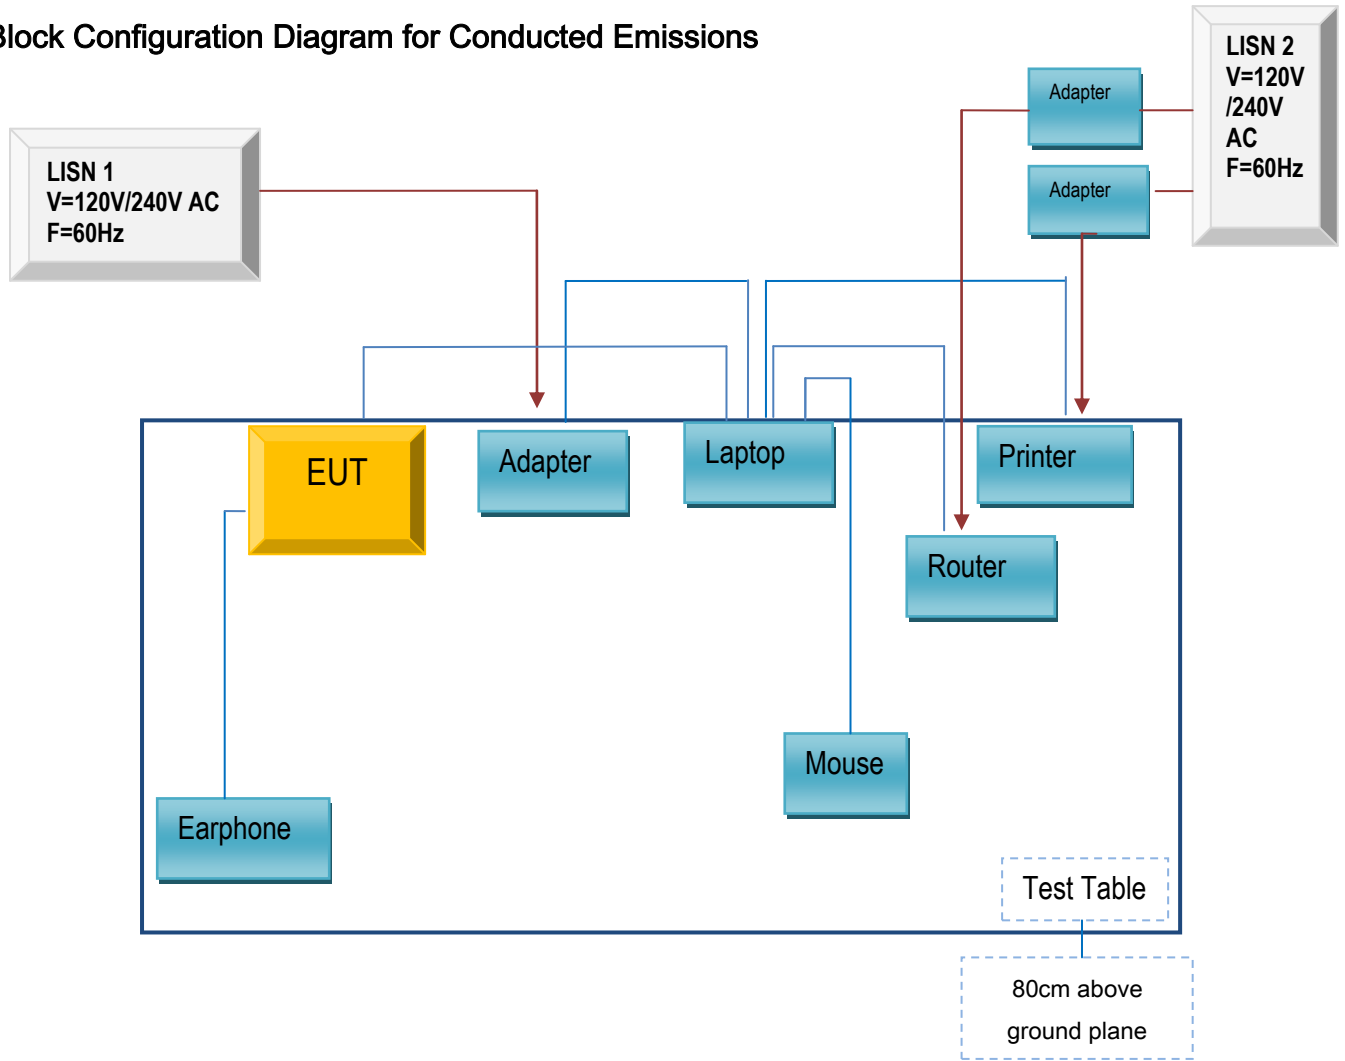 Block Configuration Diagram for Conducted Emissions
LISN 2
V=120V
/240V
AC
F=60Hz
Adapter
Adapter
LISN 1
V=120V/240V AC
F=60Hz
EUT
Adapter
Laptop
Printer
Router
Mouse
Earphone
Test Table
80cm above
ground plane